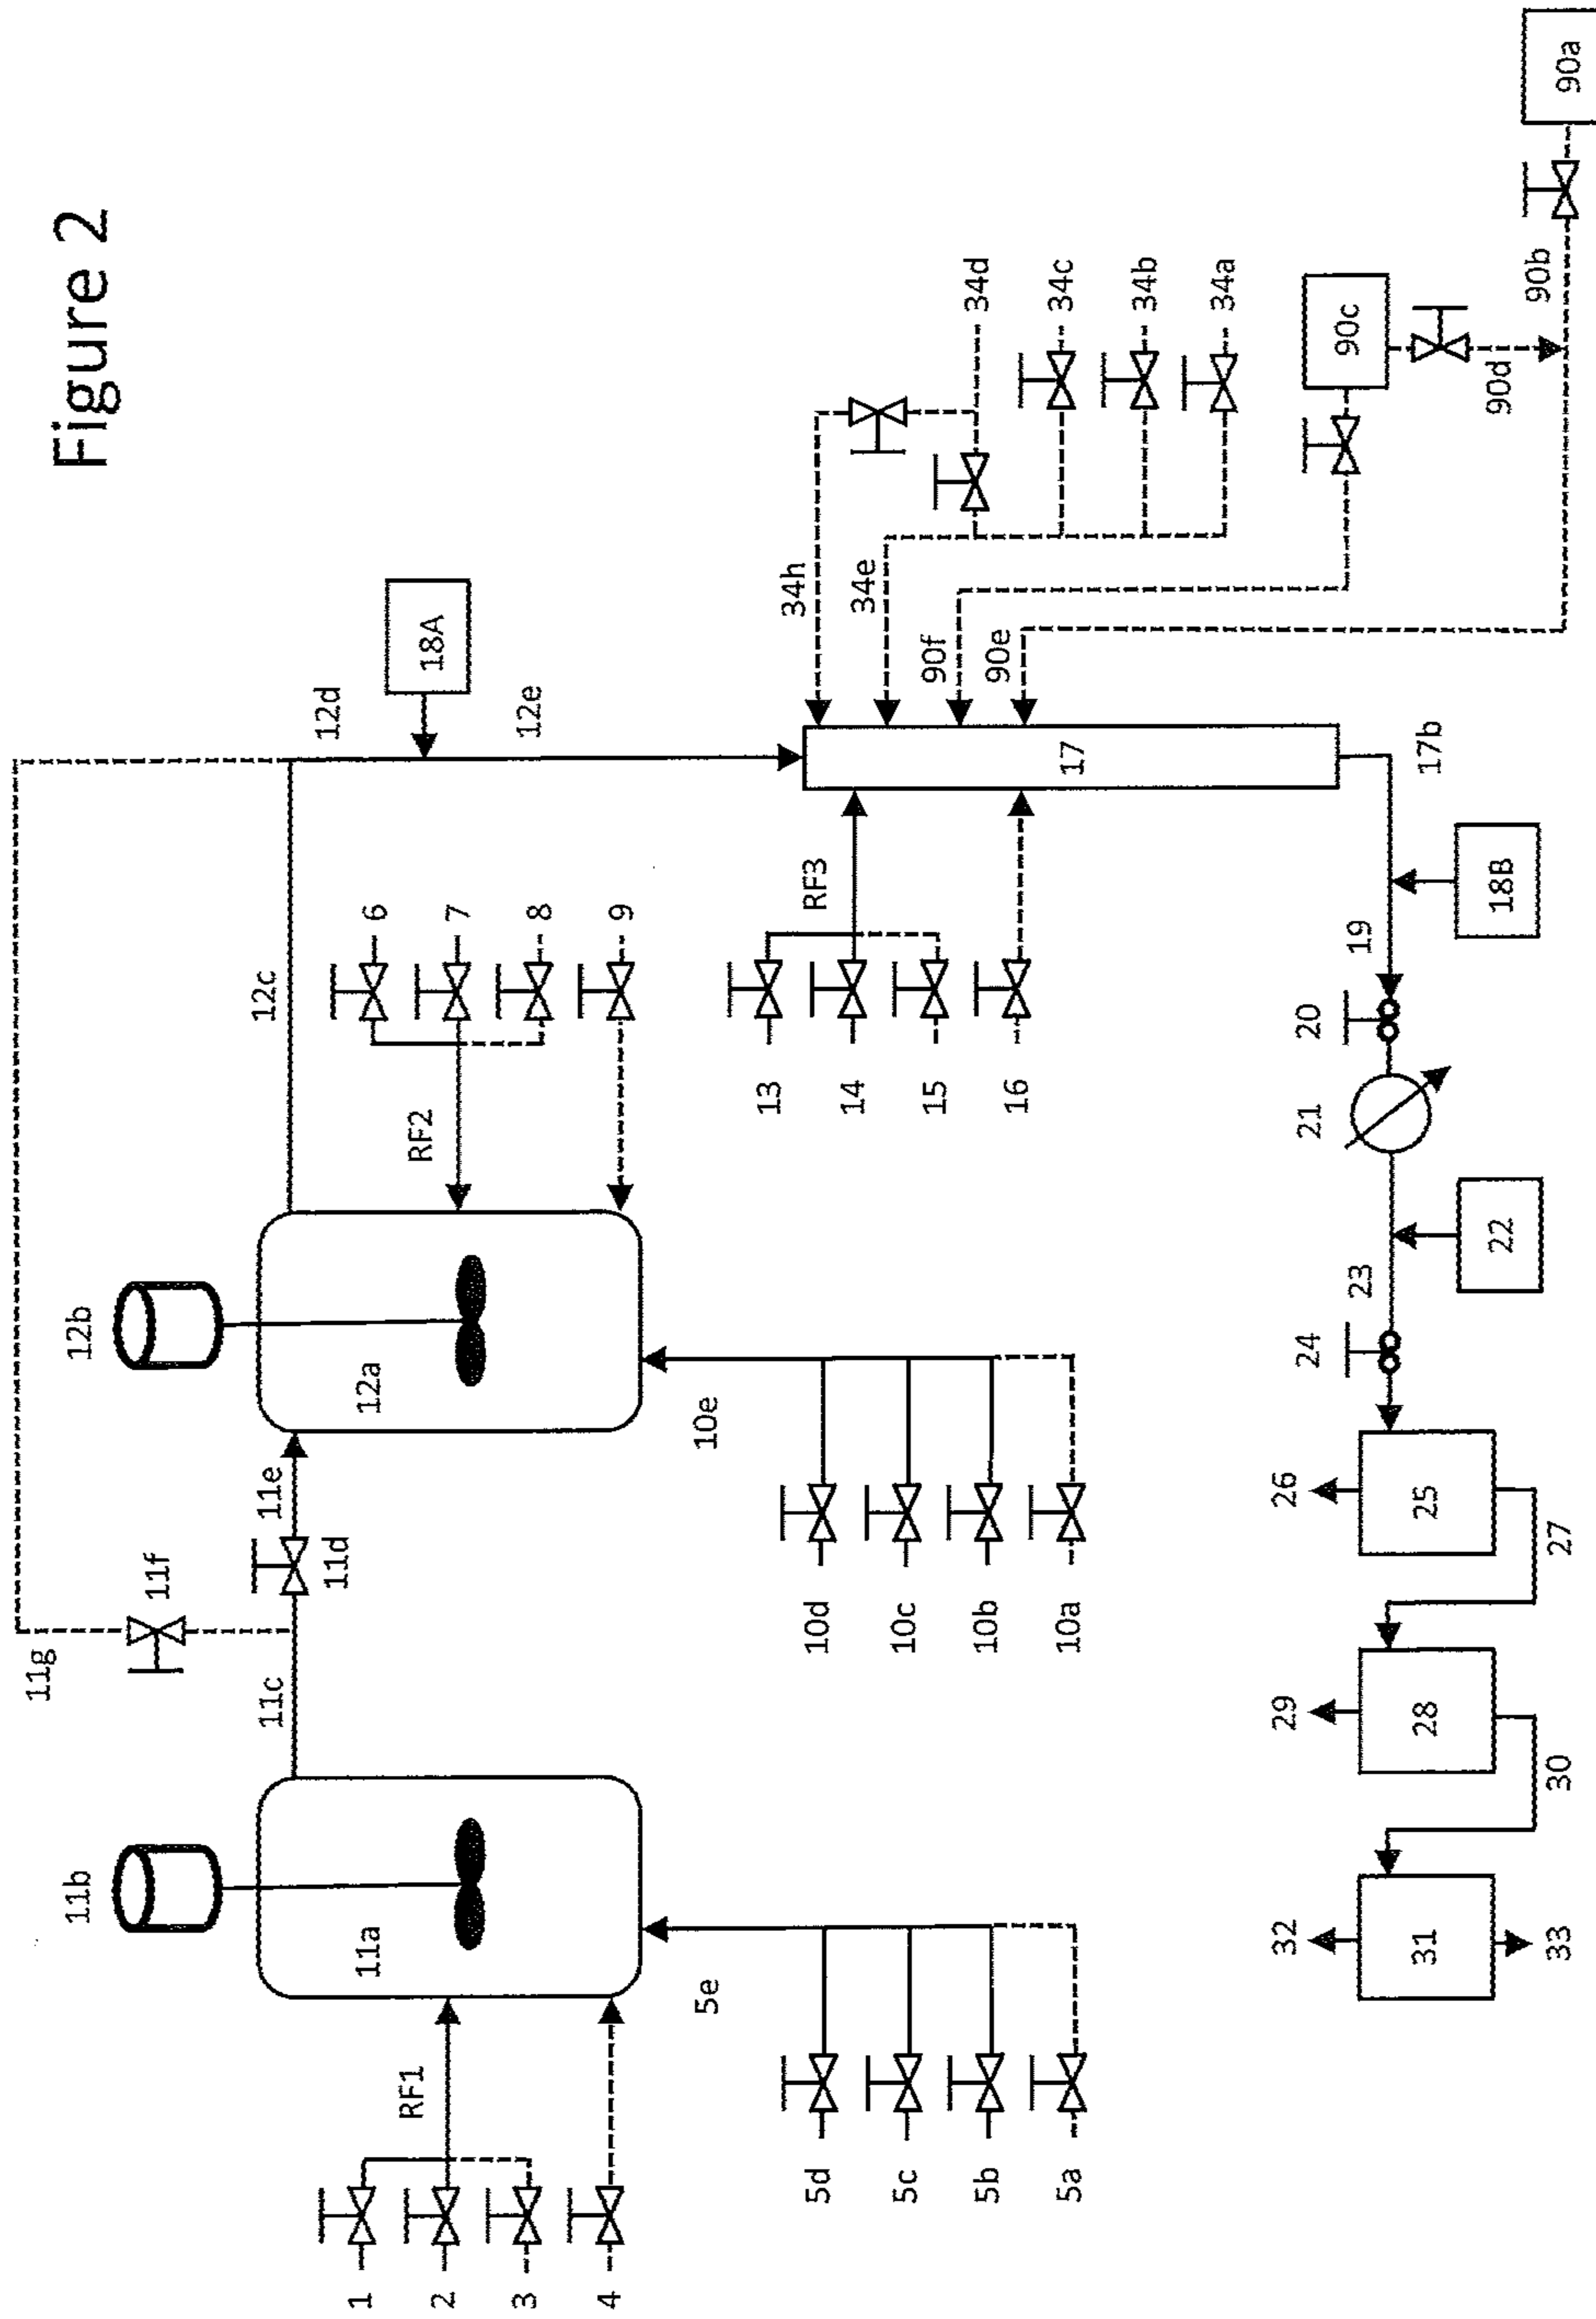 Figure 2
11g
11f
11b
12b
11a
12a
11c
11d
11e
12c
12d
18A
12e
RF1
1
2
3
4
RF2
6
7
8
9
5e
5d
5c
5b
5a
10e
10d
10c
10b
10a
RF3
13
14
15
16
17
17b
34h
34e
34d
34c
34b
34a
90f
90e
90c
90d
90b
90a
18B
19
20
21
22
23
24
25
26
27
28
29
30
31
32
33